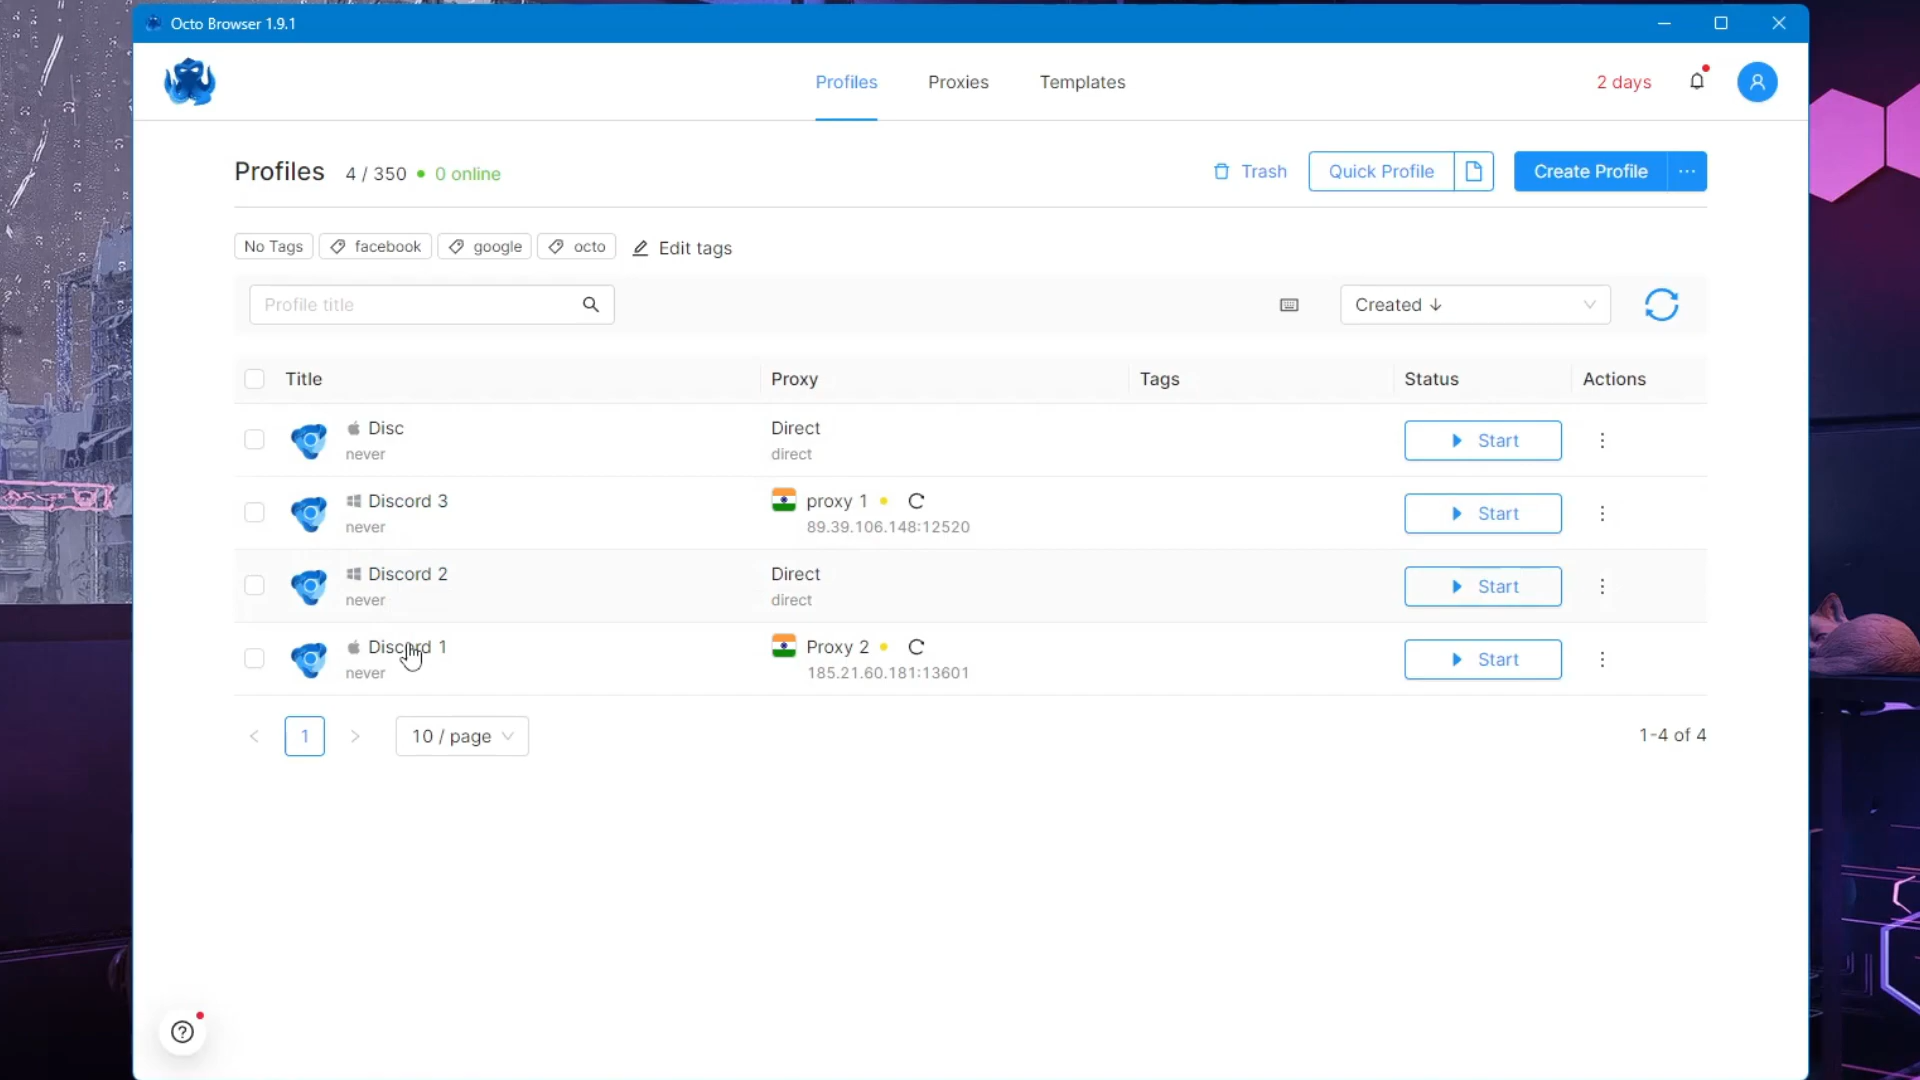 Octo Browser 1.9.1
Profiles Proxies Templates 2 days
Profiles 4 / 350 0 online Trash Quick Profile Create Profile ...
No Tags facebook google octo Edit tags
Profile title Created ↓
Title Proxy Tags Status Actions
Disc Direct Start
never direct
Discord 3 proxy 1 Start
never 89.39.106.148:12520
Discord 2 Direct Start
never direct
Discord 1 Proxy 2 Start
never 185.21.60.181:13601
< 1 > 10 / page 1-4 of 4